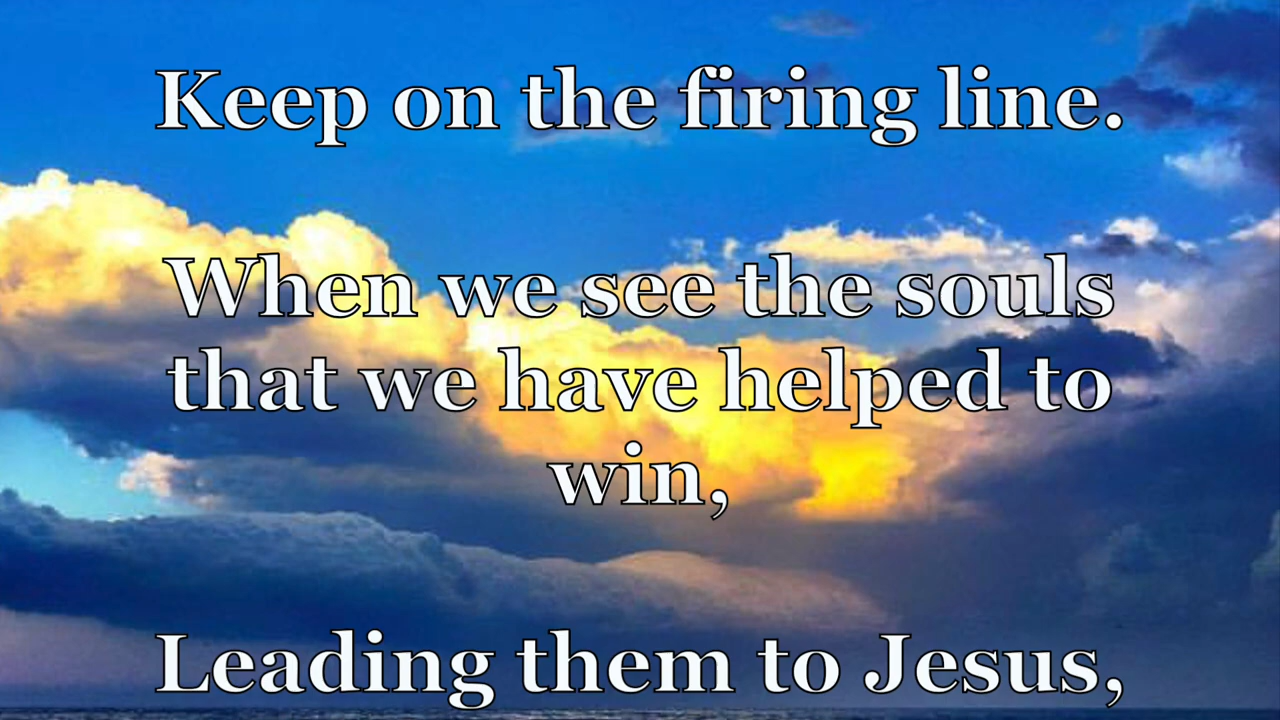 Keep on the firing line.
When we see the souls
that we have helped to
win,
Leading them to Jesus,